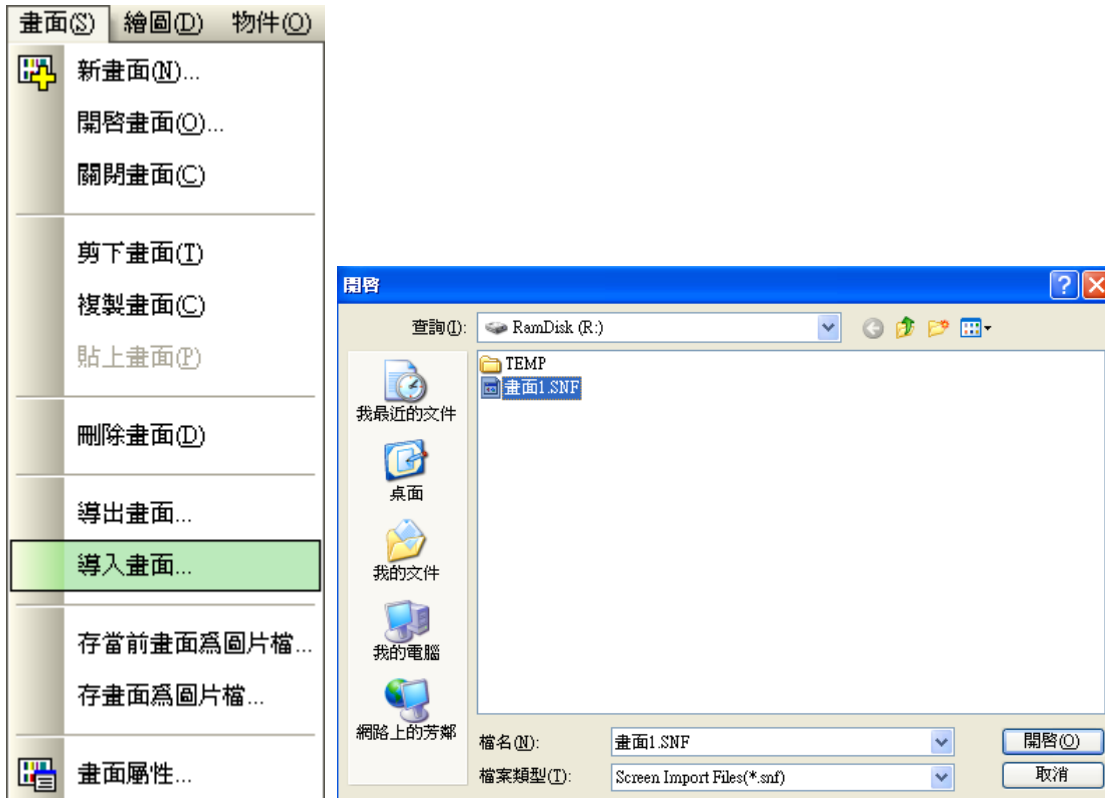 畫面(S) 繪圖(D) 物件(O)
新畫面(N)...
開啓畫面(O)...
關閉畫面(C)
剪下畫面(T)
複製畫面(C)
貼上畫面(P)
刪除畫面(D)
導出畫面...
導入畫面...
存當前畫面爲圖片檔...
存畫面爲圖片檔...
畫面屬性...
開啓
查詢(I): RamDisk (R:)
TEMP
畫面1.SNF
我最近的文件
桌面
我的文件
我的電腦
網路上的芳鄰
檔名(N): 畫面1.SNF 開啓(O)
檔案類型(T): Screen Import Files(*.snf) 取消